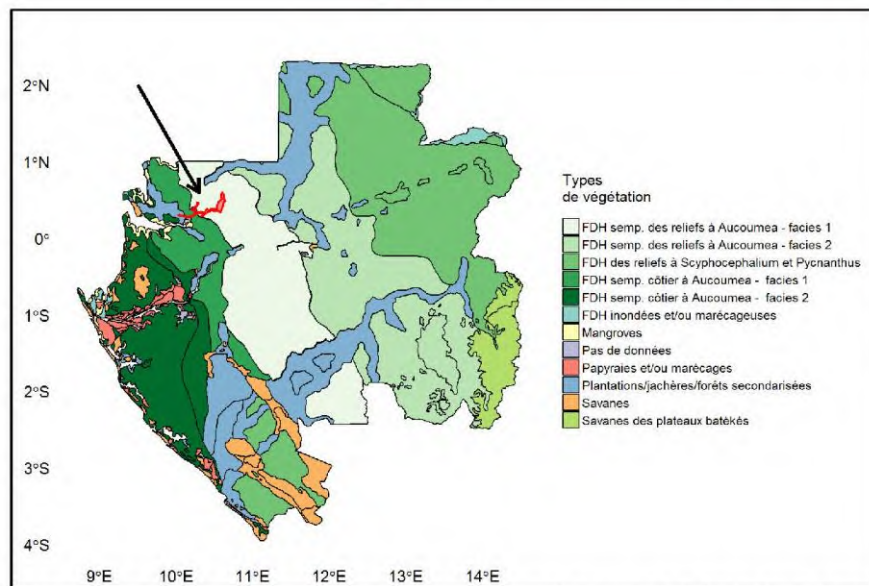 2°N
1°N
0°
1°S
2°S
3°S
4°S
9°E 10°E 11°E 12°E 13°E 14°E
Types
de végétation
FDH semp. des reliefs à Aucoumea - facies 1
FDH semp. des reliefs à Aucoumea - facies 2
FDH des reliefs à Scyphocephalium et Pycnanthus
FDH semp. côtier à Aucoumea - facies 1
FDH semp. côtier à Aucoumea - facies 2
FDH inondées et/ou marécageuses
Mangroves
Pas de données
Papyraies et/ou marécages
Plantations/jachères/forêts secondarisées
Savanes
Savanes des plateaux batékés